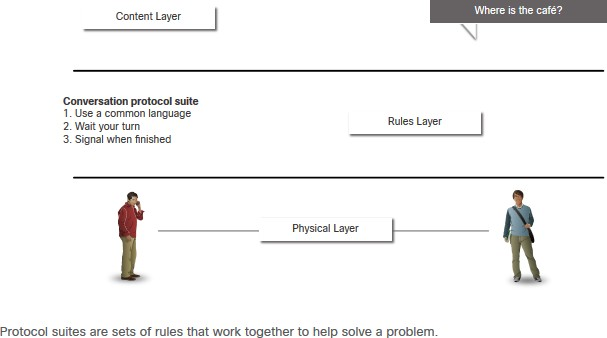 Content Layer
Where is the café?
Conversation protocol suite
1. Use a common language
2. Wait your turn
3. Signal when finished
Rules Layer
Physical Layer
Protocol suites are sets of rules that work together to help solve a problem.